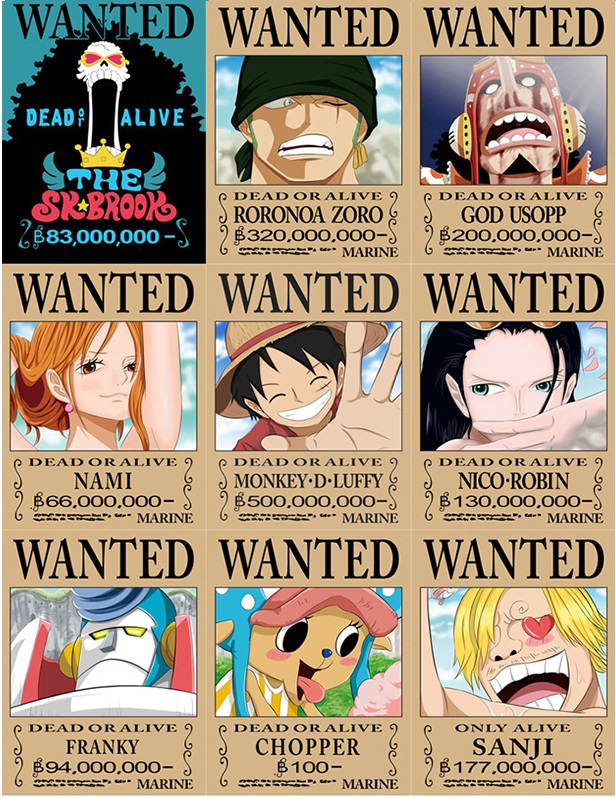 WANTED
DEAD or ALIVE
THE
SK★BROOK
฿83,000,000-
WANTED
DEAD OR ALIVE
RORONOA ZORO
฿320,000,000-
MARINE
WANTED
DEAD OR ALIVE
GOD USOPP
฿200,000,000-
MARINE
WANTED
DEAD OR ALIVE
NAMI
฿66,000,000-
MARINE
WANTED
DEAD OR ALIVE
MONKEY・D・LUFFY
฿500,000,000-
MARINE
WANTED
DEAD OR ALIVE
NICO・ROBIN
฿130,000,000-
MARINE
WANTED
DEAD OR ALIVE
FRANKY
฿94,000,000-
MARINE
WANTED
DEAD OR ALIVE
CHOPPER
฿100-
MARINE
WANTED
ONLY ALIVE
SANJI
฿177,000,000-
MARINE